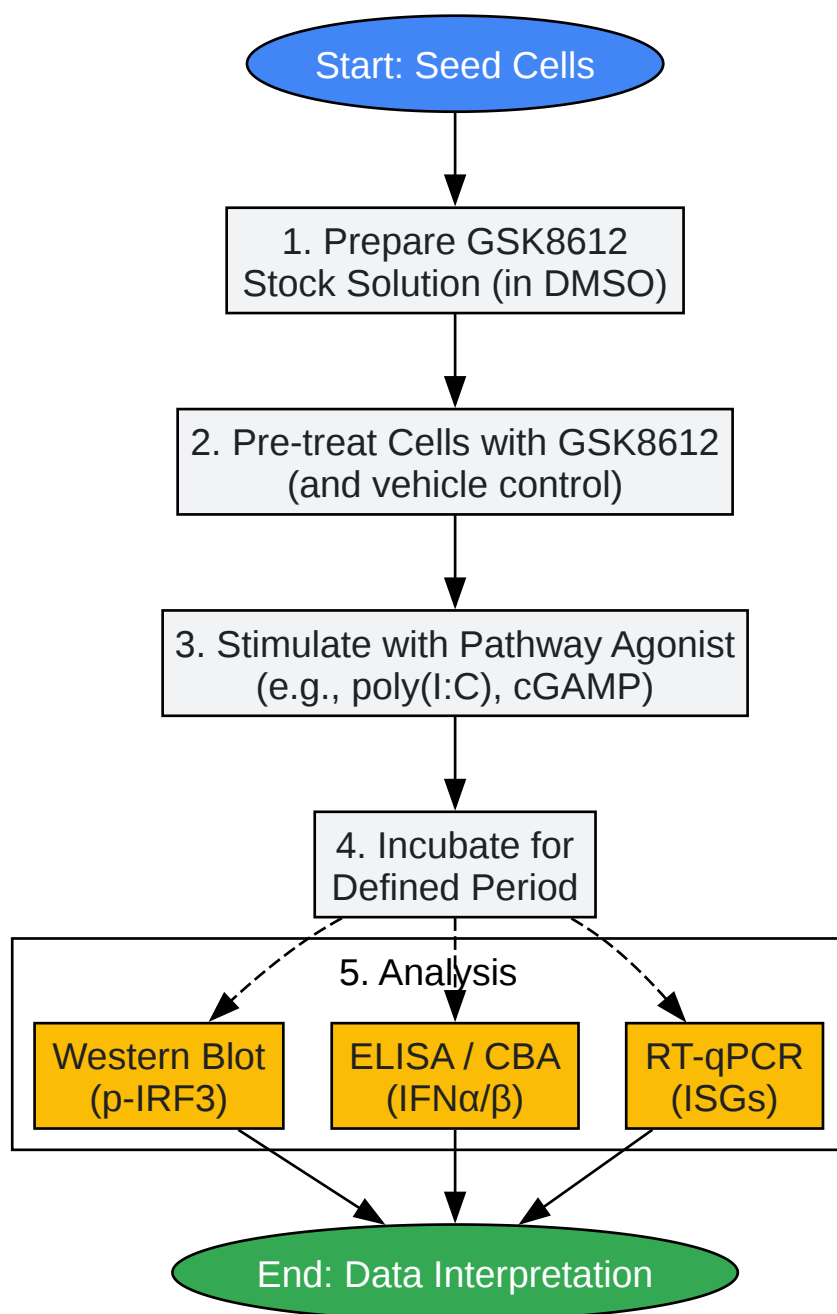 Start: Seed Cells
1. Prepare GSK8612
Stock Solution (in DMSO)
2. Pre-treat Cells with GSK8612
(and vehicle control)
3. Stimulate with Pathway Agonist
(e.g., poly(I:C), cGAMP)
4. Incubate for
Defined Period
5. Analysis
Western Blot
(p-IRF3)
ELISA / CBA
(IFNα/β)
RT-qPCR
(ISGs)
End: Data Interpretation